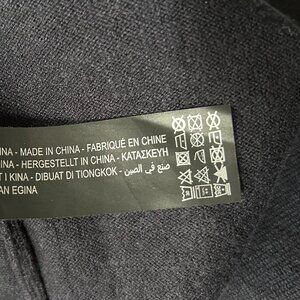 INA - MADE IN CHINA - FABRIQUÉ EN CHINE
INA - HERGESTELLT IN CHINA - ΚΑΤΑΣΚΕΥΗ
T I KINA - DIBUAT DI TIONGKOK - صنع في الصين
AN EGINA